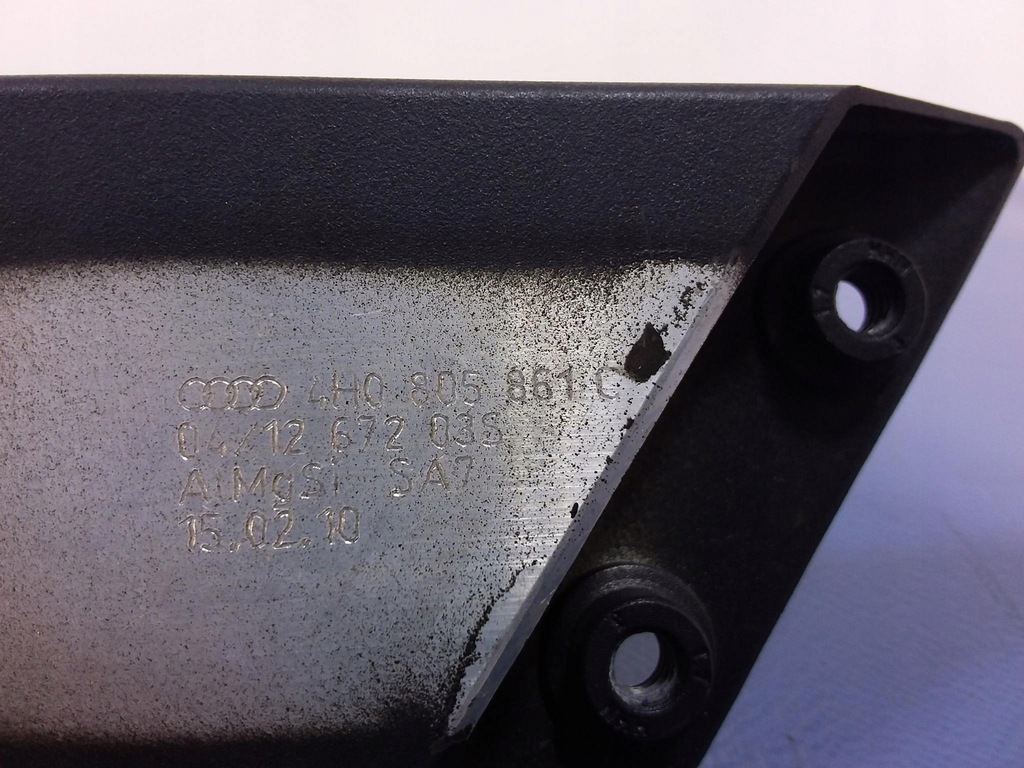 4H0 805 861 C
04/12 672 03S
AlMgSi SA7
15.02.10